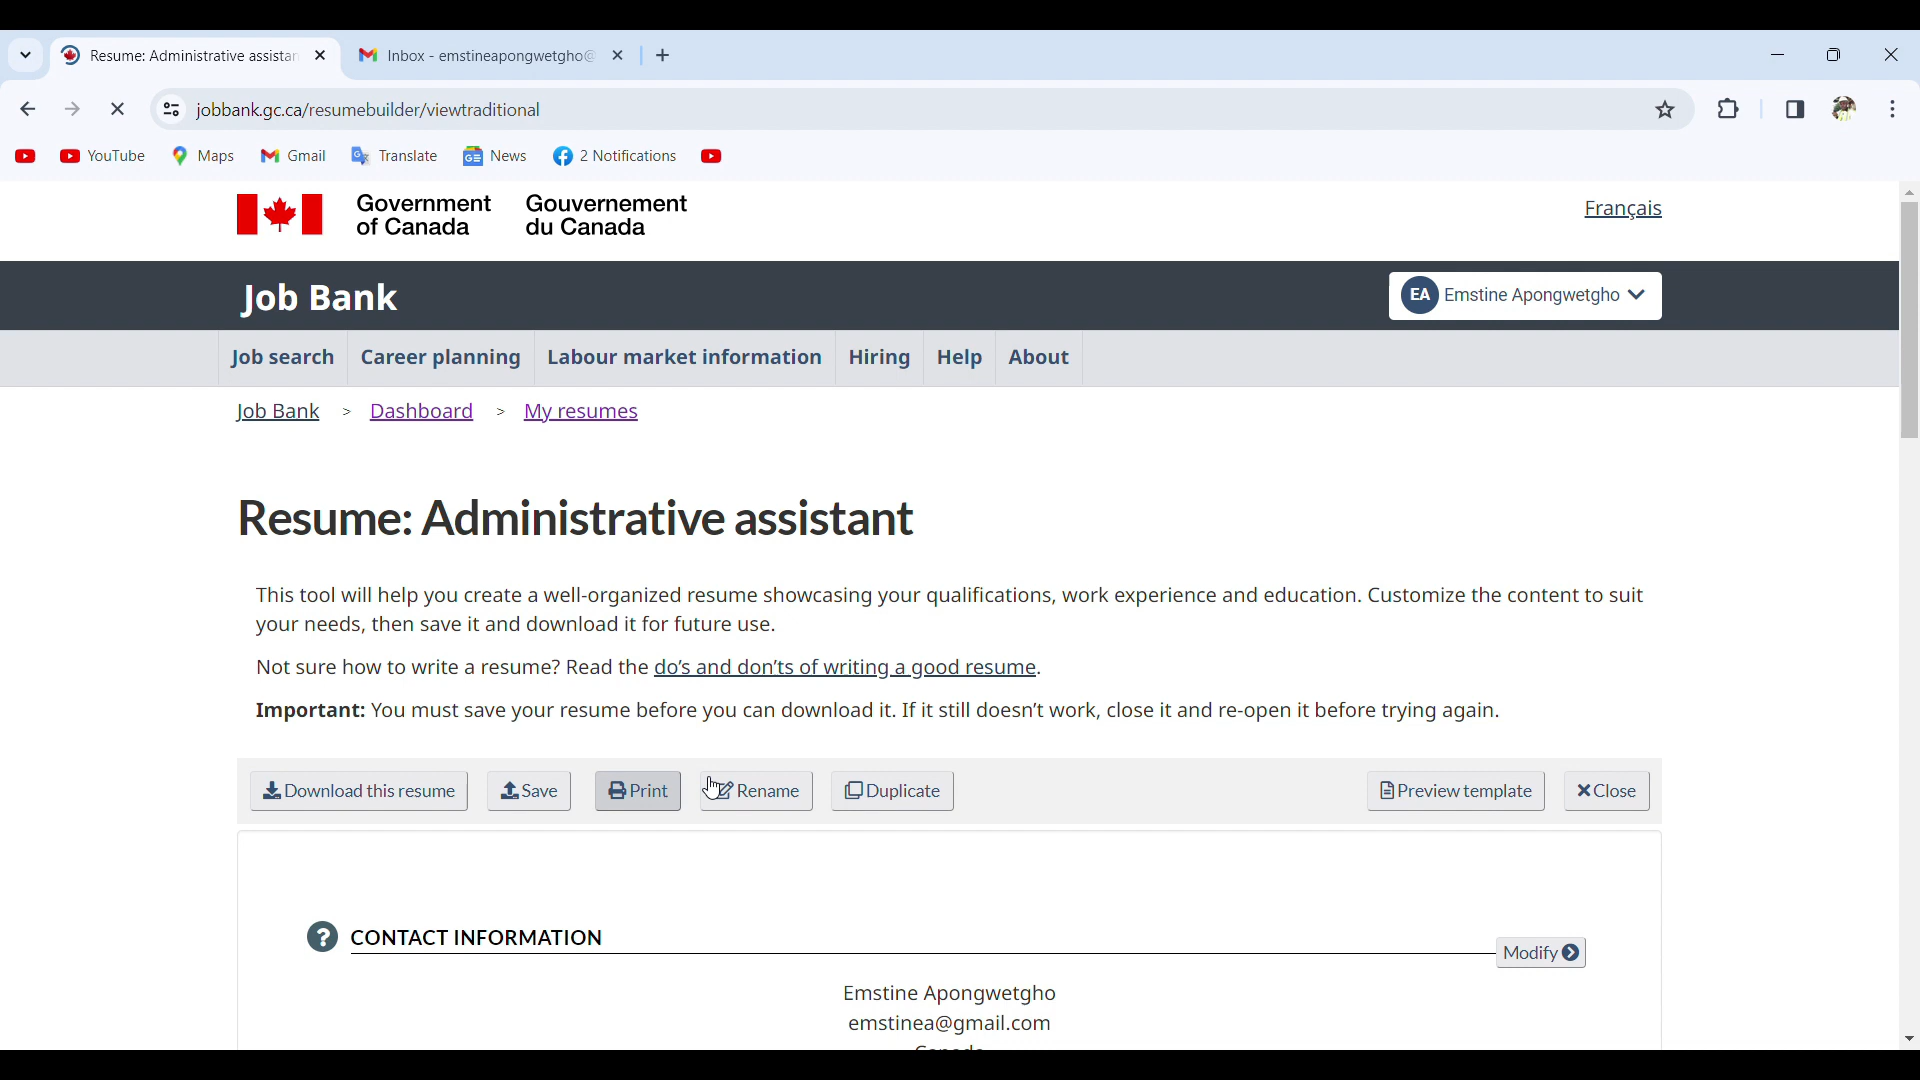 Resume: Administrative assistan
Inbox - emstineapongwetgho@
jobbank.gc.ca/resumebuilder/viewtraditional
YouTube Maps Gmail Translate News 2 Notifications
Government of Canada
Gouvernement du Canada
Français
Job Bank
EA Emstine Apongwetgho
Job search Career planning Labour market information Hiring Help About
Job Bank > Dashboard > My resumes
Resume: Administrative assistant
This tool will help you create a well-organized resume showcasing your qualifications, work experience and education. Customize the content to suit
your needs, then save it and download it for future use.
Not sure how to write a resume? Read the do's and don'ts of writing a good resume.
Important: You must save your resume before you can download it. If it still doesn't work, close it and re-open it before trying again.
Download this resume Save Print Rename Duplicate Preview template Close
? CONTACT INFORMATION
Modify
Emstine Apongwetgho
emstinea@gmail.com